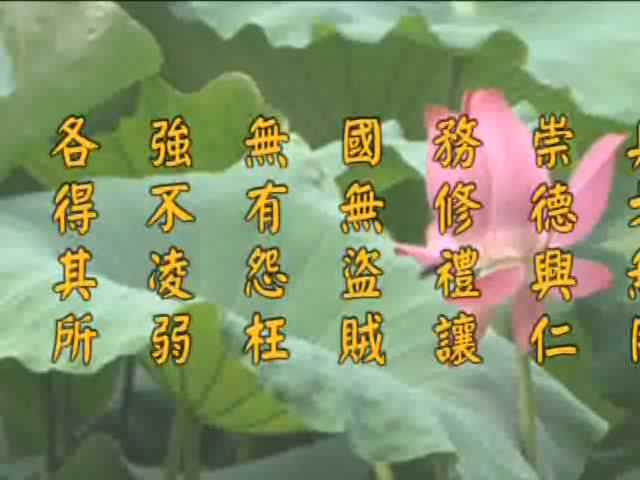 崇德興仁
務修禮讓
國無盜賊
無有怨枉
強不凌弱
各得其所